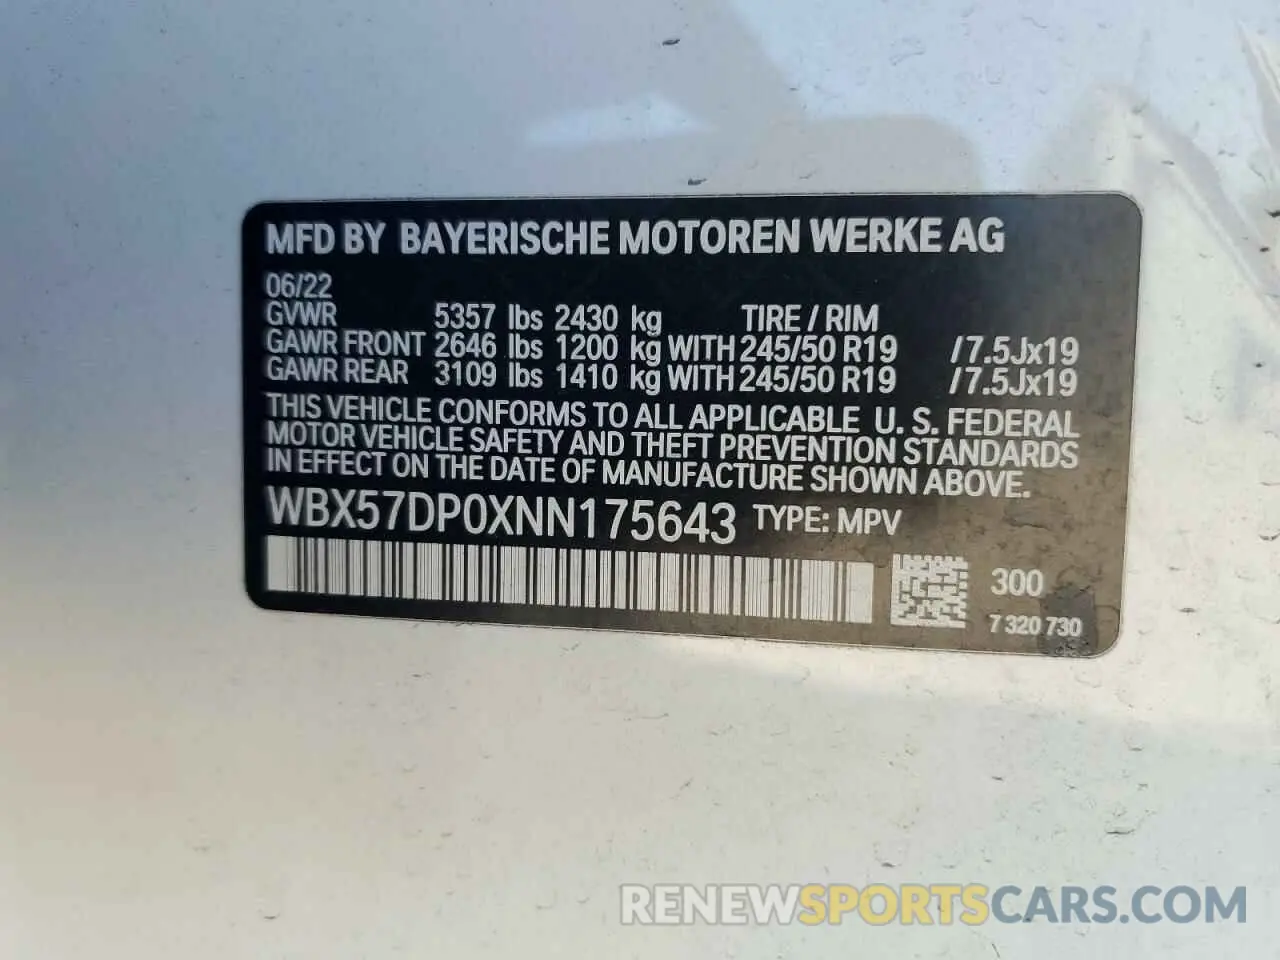 MFD BY BAYERISCHE MOTOREN WERKE AG
06/22
GVWR 5357 lbs 2430 kg TIRE / RIM
GAWR FRONT 2646 lbs 1200 kg WITH 245/50 R19 /7.5Jx19
GAWR REAR 3109 lbs 1410 kg WITH 245/50 R19 /7.5Jx19
THIS VEHICLE CONFORMS TO ALL APPLICABLE U. S. FEDERAL
MOTOR VEHICLE SAFETY AND THEFT PREVENTION STANDARDS
IN EFFECT ON THE DATE OF MANUFACTURE SHOWN ABOVE.
WBX57DP0XNN175643 TYPE: MPV
300
7 320 730
RENEWSPORTSCARS.COM